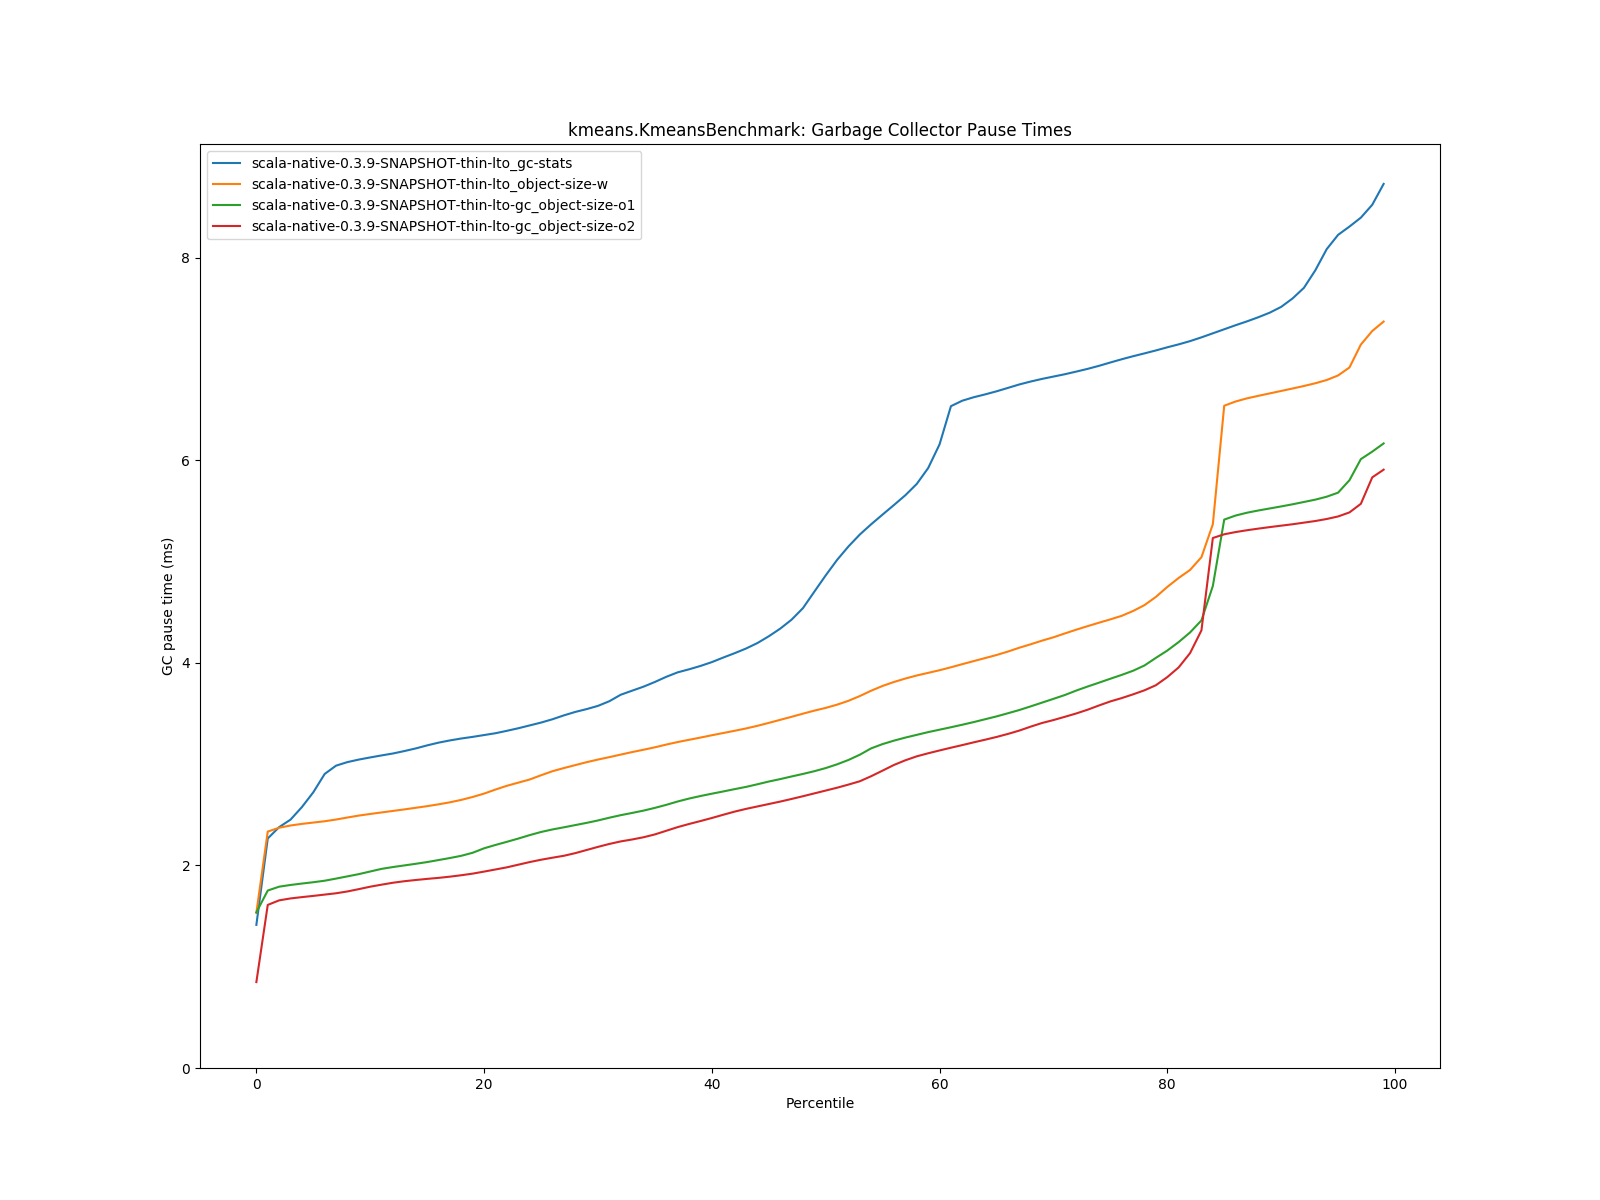 kmeans.KmeansBenchmark: Garbage Collector Pause Times
scala-native-0.3.9-SNAPSHOT-thin-lto_gc-stats
scala-native-0.3.9-SNAPSHOT-thin-lto_object-size-w
scala-native-0.3.9-SNAPSHOT-thin-lto-gc_object-size-o1
scala-native-0.3.9-SNAPSHOT-thin-lto-gc_object-size-o2
GC pause time (ms)
8
6
4
2
0
0 20 40 60 80 100
Percentile